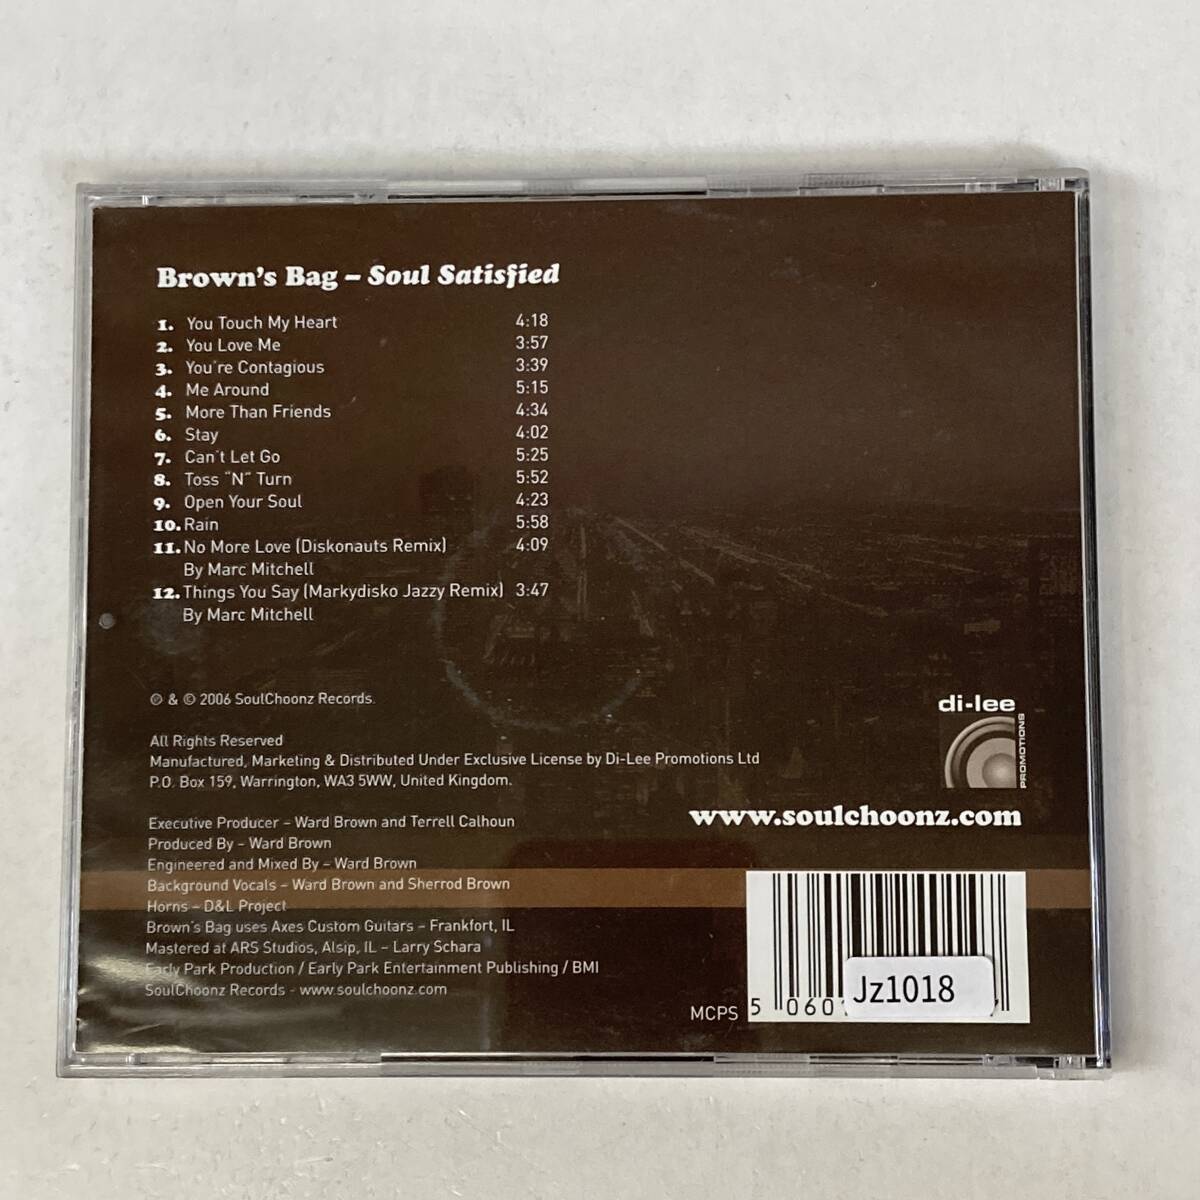 Brown's Bag – Soul Satisfied
1. You Touch My Heart 4:18
2. You Love Me 3:57
3. You're Contagious 3:39
4. Me Around 5:15
5. More Than Friends 4:34
6. Stay 4:02
7. Can't Let Go 5:25
8. Toss "N" Turn 5:52
9. Open Your Soul 4:23
10. Rain 5:58
11. No More Love (Diskonauts Remix) 4:09
By Marc Mitchell
12. Things You Say (Markydisko Jazzy Remix) 3:47
By Marc Mitchell
℗ & © 2006 SoulChoonz Records.
All Rights Reserved
Manufactured, Marketing & Distributed Under Exclusive License by Di-Lee Promotions Ltd
P.O. Box 159, Warrington, WA3 5WW, United Kingdom.
di-lee
PROMOTIONS
www.soulchoonz.com
Executive Producer – Ward Brown and Terrell Calhoun
Produced By – Ward Brown
Engineered and Mixed By – Ward Brown
Background Vocals – Ward Brown and Sherrod Brown
Horns – D&L Project
Brown's Bag uses Axes Custom Guitars – Frankfort, IL
Mastered at ARS Studios, Alsip, IL – Larry Schara
Early Park Production / Early Park Entertainment Publishing / BMI
SoulChoonz Records - www.soulchoonz.com
MCPS
5 060
Jz1018